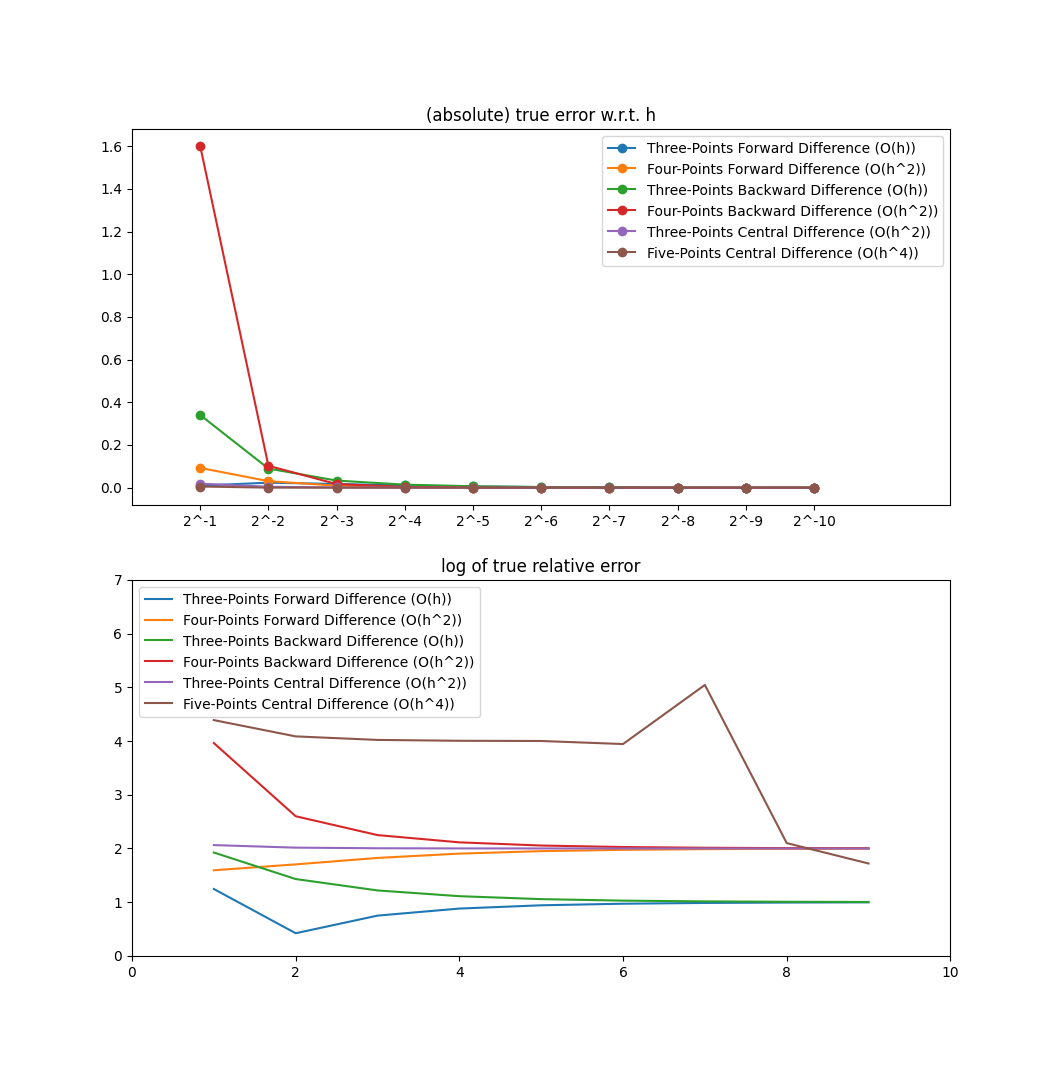 (absolute) true error w.r.t. h
1.6
1.4
1.2
1.0
0.8
0.6
0.4
0.2
0.0
Three-Points Forward Difference (O(h))
Four-Points Forward Difference (O(h^2))
Three-Points Backward Difference (O(h))
Four-Points Backward Difference (O(h^2))
Three-Points Central Difference (O(h^2))
Five-Points Central Difference (O(h^4))
2^-1 2^-2 2^-3 2^-4 2^-5 2^-6 2^-7 2^-8 2^-9 2^-10
log of true relative error
7
6
5
4
3
2
1
0
Three-Points Forward Difference (O(h))
Four-Points Forward Difference (O(h^2))
Three-Points Backward Difference (O(h))
Four-Points Backward Difference (O(h^2))
Three-Points Central Difference (O(h^2))
Five-Points Central Difference (O(h^4))
0 2 4 6 8 10